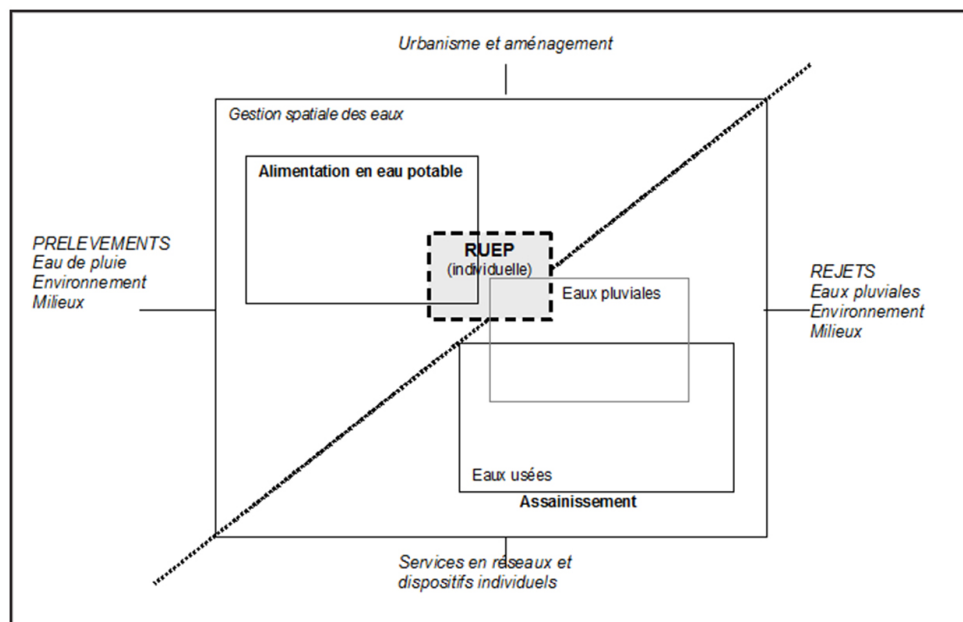 Urbanisme et aménagement
Gestion spatiale des eaux
Alimentation en eau potable
PRELEVEMENTS
Eau de pluie
Environnement
Milieux
RUEP
(individuelle)
Eaux pluviales
REJETS
Eaux pluviales
Environnement
Milieux
Eaux usées
Assainissement
Services en réseaux et
dispositifs individuels